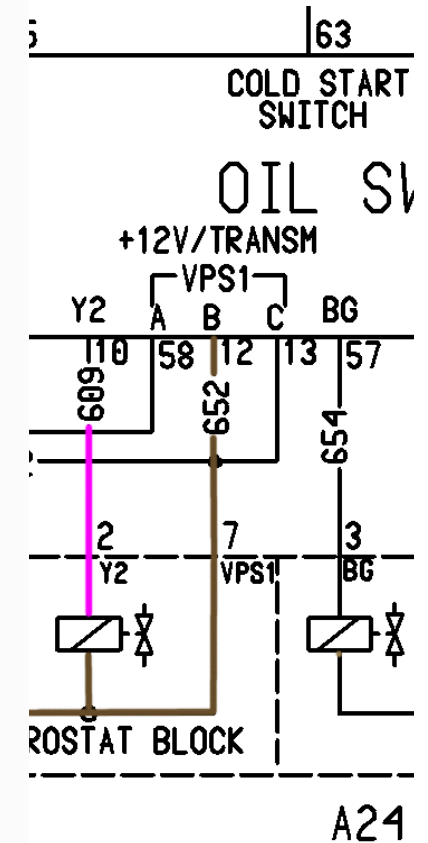 63
COLD START
SWITCH
OIL
+12V/TRANSM
VPS1
Y2 A B C BG
10 58 12 13 57
609 652 654
2 7 3
Y2 VPS1 BG
ROSTAT BLOCK
A24